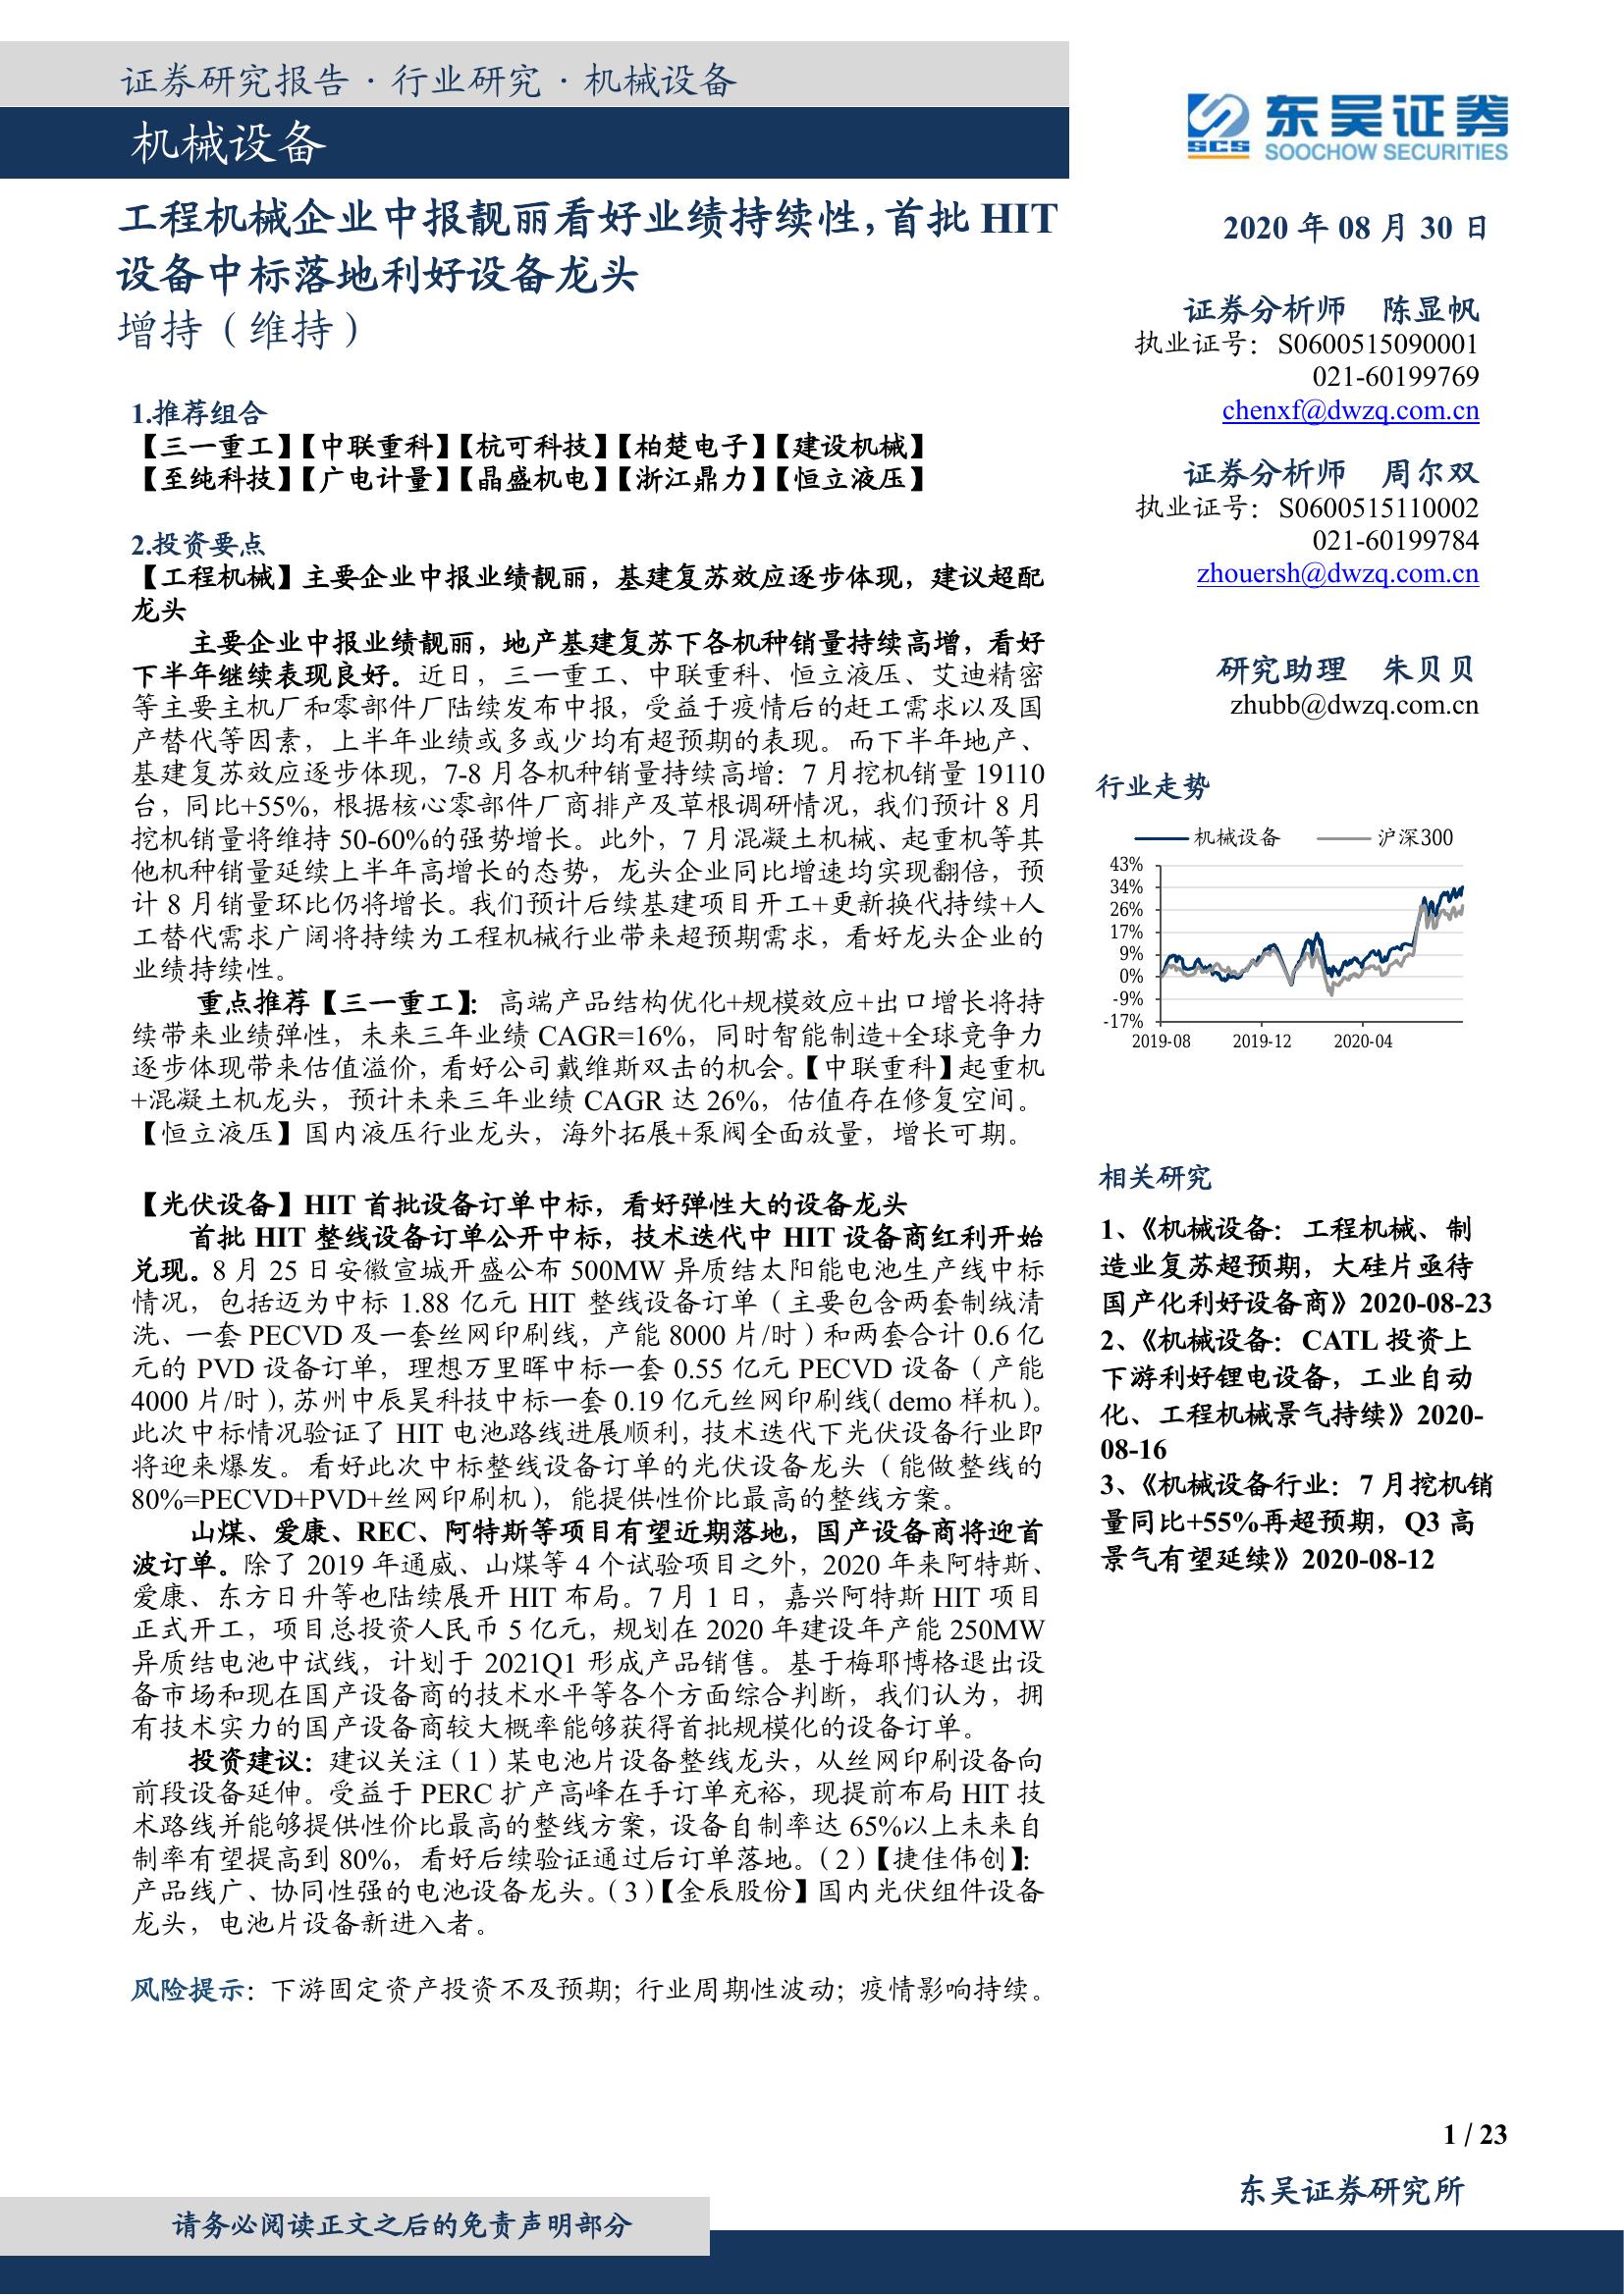 证券研究报告 · 行业研究 · 机械设备
机械设备
东吴证券
SCS
SOOCHOW SECURITIES
工程机械企业中报靓丽看好业绩持续性，首批 HIT
设备中标落地利好设备龙头
增持（维持）
1.推荐组合
【三一重工】【中联重科】【杭可科技】【柏楚电子】【建设机械】
【至纯科技】【广电计量】【晶盛机电】【浙江鼎力】【恒立液压】
2.投资要点
【工程机械】主要企业中报业绩靓丽，基建复苏效应逐步体现，建议超配
龙头
主要企业中报业绩靓丽，地产基建复苏下各机种销量持续高增，看好
下半年继续表现良好。近日，三一重工、中联重科、恒立液压、艾迪精密
等主要主机厂和零部件厂陆续发布中报，受益于疫情后的赶工需求以及国
产替代等因素，上半年业绩或多或少均有超预期的表现。而下半年地产、
基建复苏效应逐步体现，7-8 月各机种销量持续高增：7 月挖机销量 19110
台，同比+55%，根据核心零部件厂商排产及草根调研情况，我们预计 8 月
挖机销量将维持 50-60%的强势增长。此外，7 月混凝土机械、起重机等其
他机种销量延续上半年高增长的态势，龙头企业同比增速均实现翻倍，预
计 8 月销量环比仍将增长。我们预计后续基建项目开工+更新换代持续+人
工替代需求广阔将持续为工程机械行业带来超预期需求，看好龙头企业的
业绩持续性。
重点推荐【三一重工】：高端产品结构优化+规模效应+出口增长将持
续带来业绩弹性，未来三年业绩 CAGR=16%，同时智能制造+全球竞争力
逐步体现带来估值溢价，看好公司戴维斯双击的机会。【中联重科】起重机
+混凝土机龙头，预计未来三年业绩 CAGR 达 26%，估值存在修复空间。
【恒立液压】国内液压行业龙头，海外拓展+泵阀全面放量，增长可期。
【光伏设备】HIT 首批设备订单中标，看好弹性大的设备龙头
首批 HIT 整线设备订单公开中标，技术迭代中 HIT 设备商红利开始
兑现。8 月 25 日安徽宣城开盛公布 500MW 异质结太阳能电池生产线中标
情况，包括迈为中标 1.88 亿元 HIT 整线设备订单（主要包含两套制绒清
洗、一套 PECVD 及一套丝网印刷线，产能 8000 片/时）和两套合计 0.6 亿
元的 PVD 设备订单，理想万里晖中标一套 0.55 亿元 PECVD 设备（产能
4000 片/时），苏州中辰昊科技中标一套 0.19 亿元丝网印刷线（demo 样机）。
此次中标情况验证了 HIT 电池路线进展顺利，技术迭代下光伏设备行业即
将迎来爆发。看好此次中标整线设备订单的光伏设备龙头（能做整线的
80%=PECVD+PVD+丝网印刷机），能提供性价比最高的整线方案。
山煤、爱康、REC、阿特斯等项目有望近期落地，国产设备商将迎首
波订单。除了 2019 年通威、山煤等 4 个试验项目之外，2020 年来阿特斯、
爱康、东方日升等也陆续展开 HIT 布局。7 月 1 日，嘉兴阿特斯 HIT 项目
正式开工，项目总投资人民币 5 亿元，规划在 2020 年建设年产能 250MW
异质结电池中试线，计划于 2021Q1 形成产品销售。基于梅耶博格退出设
备市场和现在国产设备商的技术水平等各个方面综合判断，我们认为，拥
有技术实力的国产设备商较大概率能够获得首批规模化的设备订单。
投资建议：建议关注（1）某电池片设备整线龙头，从丝网印刷设备向
前段设备延伸。受益于 PERC 扩产高峰在手订单充裕，现提前布局 HIT 技
术路线并能够提供性价比最高的整线方案，设备自制率达 65%以上未来自
制率有望提高到 80%，看好后续验证通过后订单落地。（2）【捷佳伟创】：
产品线广、协同性强的电池设备龙头。（3）【金辰股份】国内光伏组件设备
龙头，电池片设备新进入者。
风险提示：下游固定资产投资不及预期；行业周期性波动；疫情影响持续。
2020 年 08 月 30 日
证券分析师 陈显帆
执业证号：S0600515090001
021-60199769
chenxf@dwzq.com.cn
证券分析师 周尔双
执业证号：S0600515110002
021-60199784
zhouersh@dwzq.com.cn
研究助理 朱贝贝
zhubb@dwzq.com.cn
行业走势
机械设备 沪深300
43%
34%
26%
17%
9%
0%
-9%
-17%
2019-08 2019-12 2020-04
相关研究
1、《机械设备：工程机械、制
造业复苏超预期，大硅片亟待
国产化利好设备商》2020-08-23
2、《机械设备：CATL 投资上
下游利好锂电设备，工业自动
化、工程机械景气持续》2020-
08-16
3、《机械设备行业：7 月挖机销
量同比+55%再超预期，Q3 高
景气有望延续》2020-08-12
1 / 23
东吴证券研究所
请务必阅读正文之后的免责声明部分